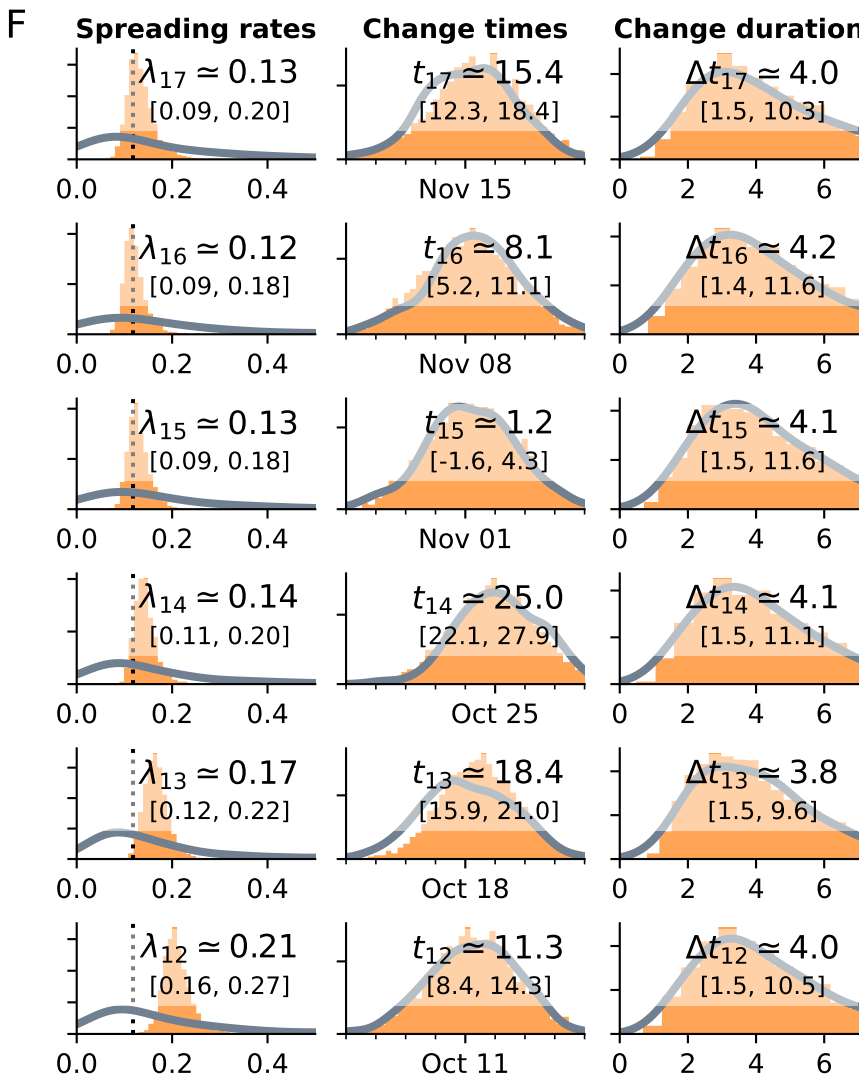 F
Spreading rates Change times Change duration
λ17 ≃ 0.13 t17 ≃ 15.4 Δt17 ≃ 4.0
[0.09, 0.20] [12.3, 18.4] [1.5, 10.3]
0.0 0.2 0.4 Nov 15 0 2 4 6
λ16 ≃ 0.12 t16 ≃ 8.1 Δt16 ≃ 4.2
[0.09, 0.18] [5.2, 11.1] [1.4, 11.6]
0.0 0.2 0.4 Nov 08 0 2 4 6
λ15 ≃ 0.13 t15 ≃ 1.2 Δt15 ≃ 4.1
[0.09, 0.18] [-1.6, 4.3] [1.5, 11.6]
0.0 0.2 0.4 Nov 01 0 2 4 6
λ14 ≃ 0.14 t14 ≃ 25.0 Δt14 ≃ 4.1
[0.11, 0.20] [22.1, 27.9] [1.5, 11.1]
0.0 0.2 0.4 Oct 25 0 2 4 6
λ13 ≃ 0.17 t13 ≃ 18.4 Δt13 ≃ 3.8
[0.12, 0.22] [15.9, 21.0] [1.5, 9.6]
0.0 0.2 0.4 Oct 18 0 2 4 6
λ12 ≃ 0.21 t12 ≃ 11.3 Δt12 ≃ 4.0
[0.16, 0.27] [8.4, 14.3] [1.5, 10.5]
0.0 0.2 0.4 Oct 11 0 2 4 6